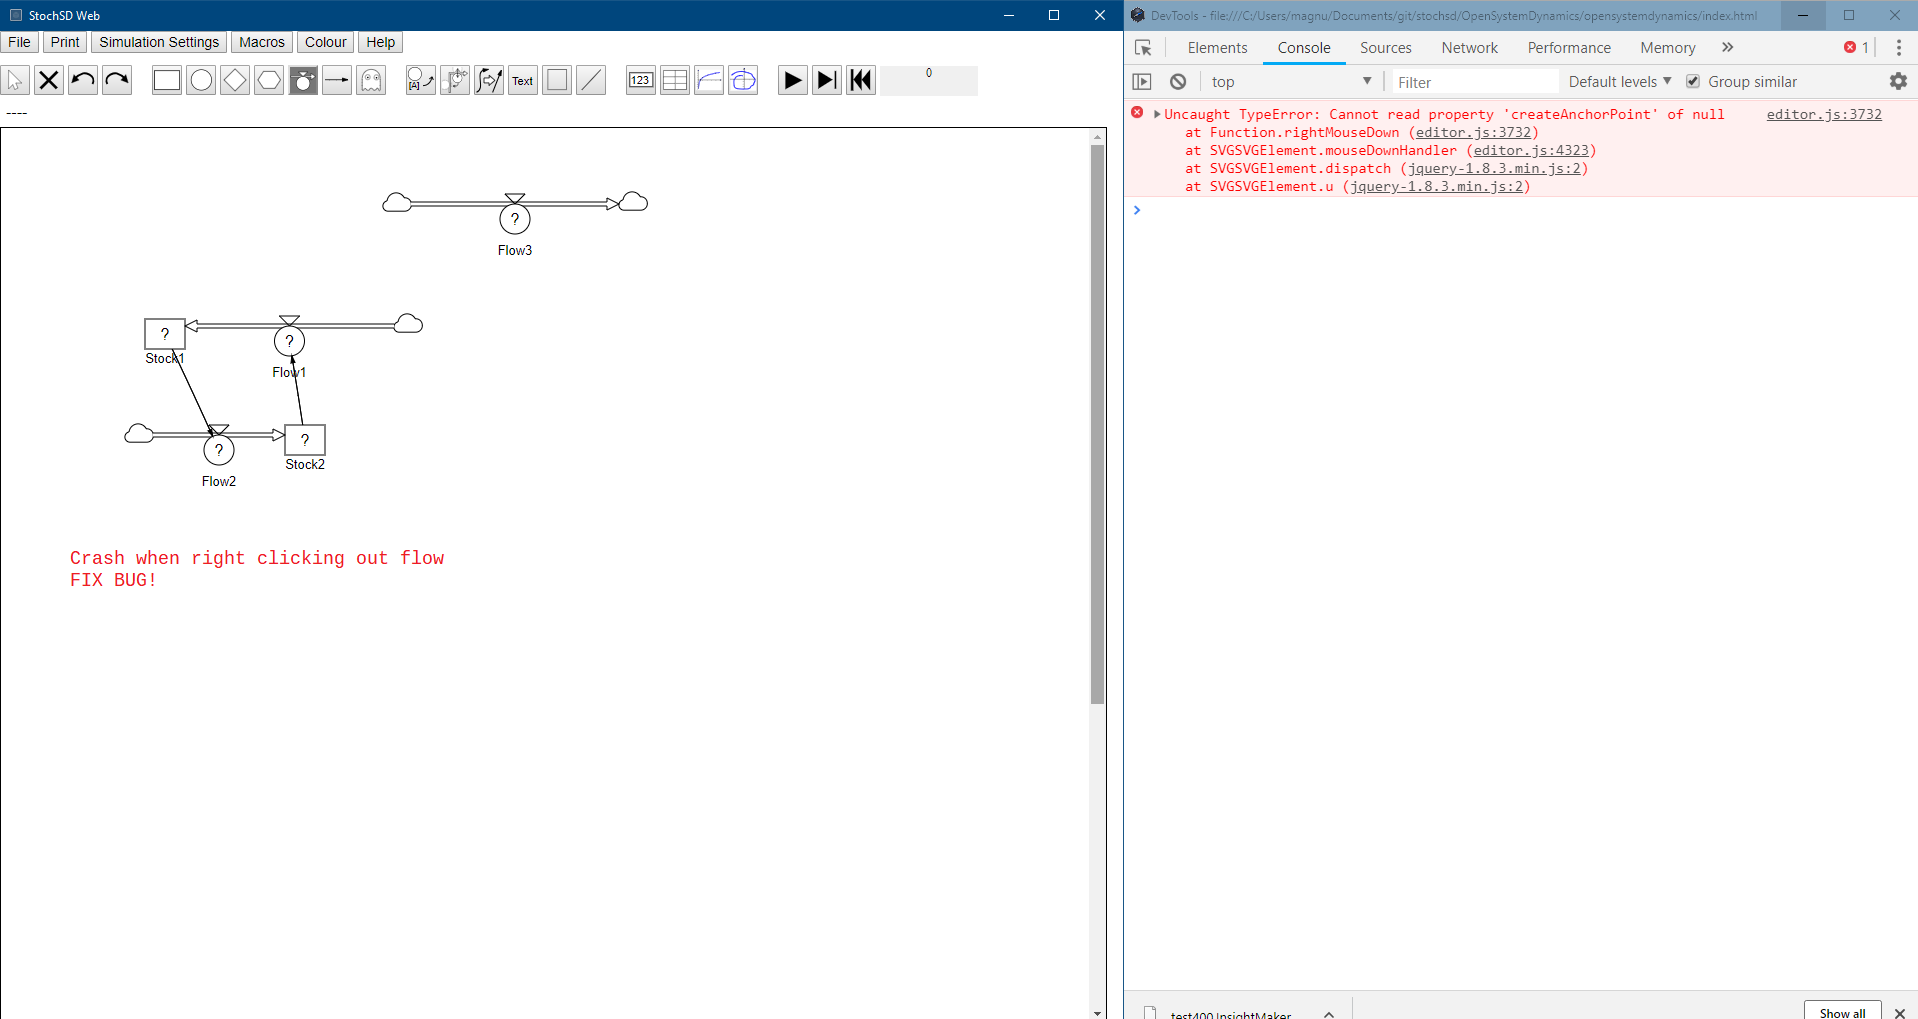 StochSD Web
File Print Simulation Settings Macros Colour Help
[A] Text 123 0
----
? Flow3
? Stock1
? Flow1
? Flow2
? Stock2
Crash when right clicking out flow
FIX BUG!
DevTools - file:///C:/Users/magnu/Documents/git/stochsd/OpenSystemDynamics/opensystemdynamics/index.html
Elements Console Sources Network Performance Memory » 1
top Filter Default levels Group similar
Uncaught TypeError: Cannot read property 'createAnchorPoint' of null editor.js:3732
at Function.rightMouseDown (editor.js:3732)
at SVGSVGElement.mouseDownHandler (editor.js:4323)
at SVGSVGElement.dispatch (jquery-1.8.3.min.js:2)
at SVGSVGElement.u (jquery-1.8.3.min.js:2)
test400.InsightMaker Show all